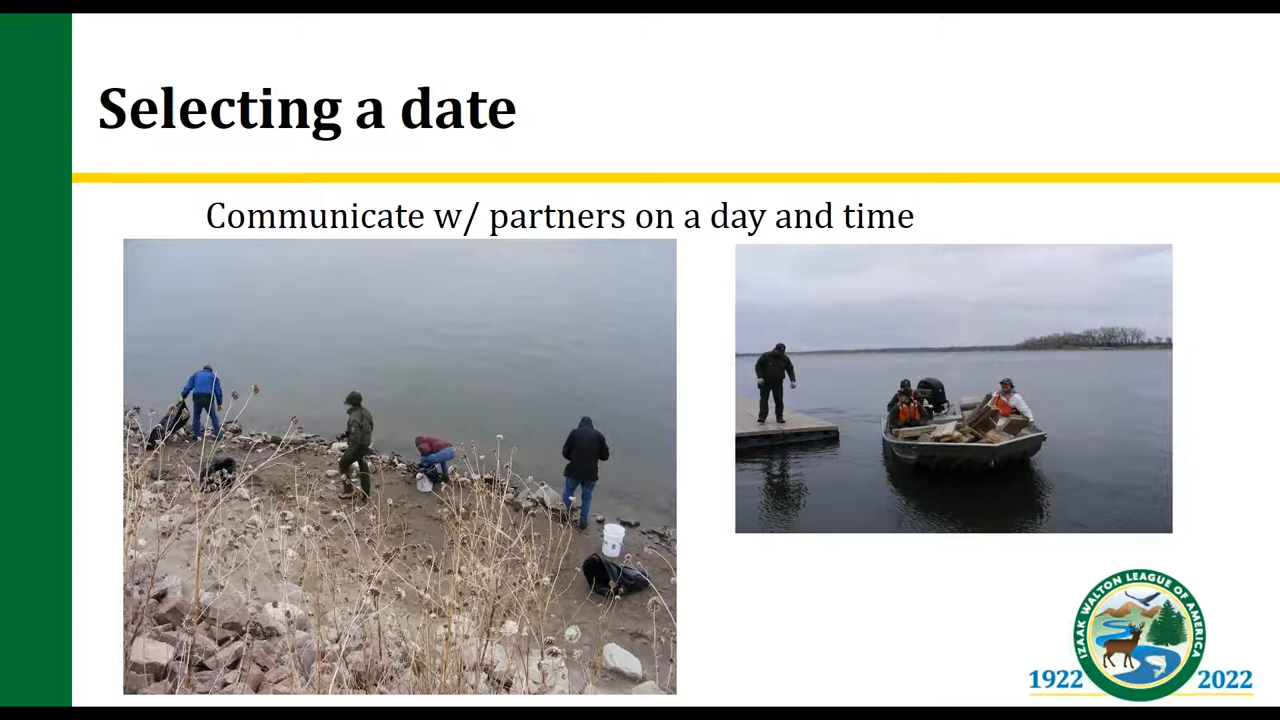 Selecting a date
Communicate w/ partners on a day and time
IZAAK WALTON LEAGUE OF AMERICA
1922 2022